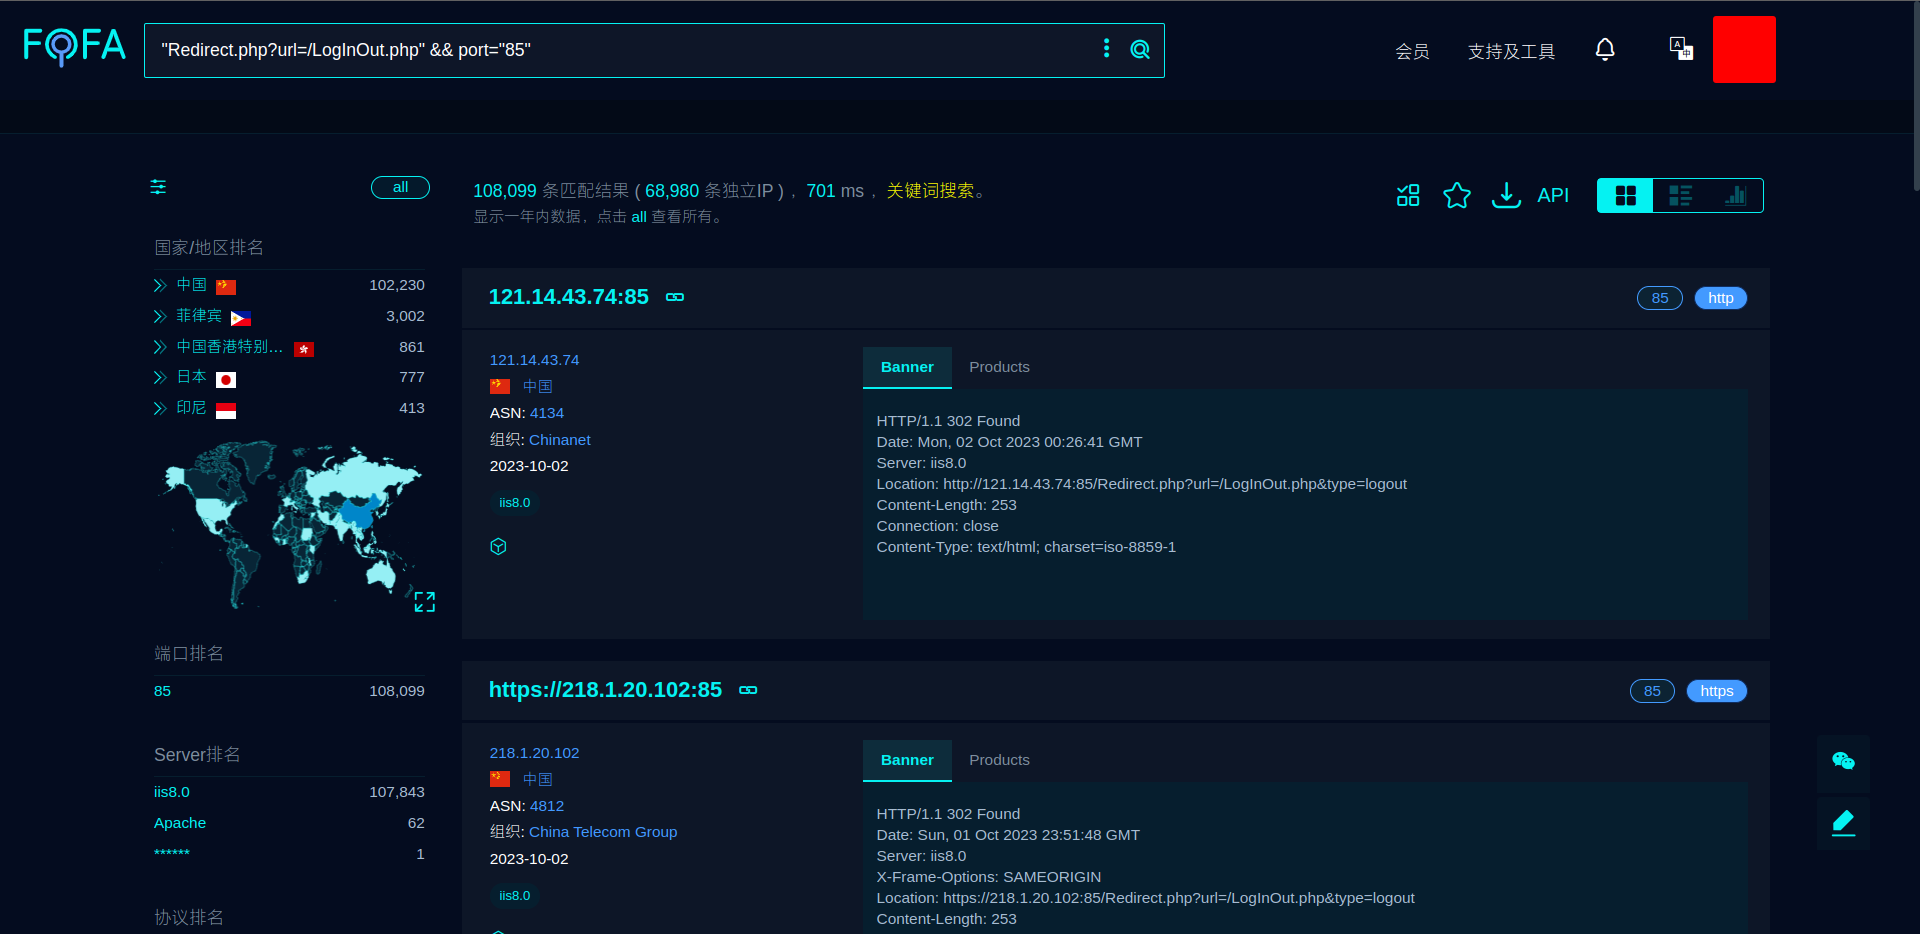 FOFA
"Redirect.php?url=/LogInOut.php" && port="85"
会员
支持及工具
A
中
all
108,099 条匹配结果 ( 68,980 条独立IP ) ，701 ms ，关键词搜索。
显示一年内数据，点击 all 查看所有。
API
国家/地区排名
中国 102,230
菲律宾 3,002
中国香港特别... 861
日本 777
印尼 413
端口排名
85 108,099
Server排名
iis8.0 107,843
Apache 62
****** 1
协议排名
121.14.43.74:85
85
http
121.14.43.74
中国
ASN: 4134
组织: Chinanet
2023-10-02
iis8.0
Banner
Products
HTTP/1.1 302 Found
Date: Mon, 02 Oct 2023 00:26:41 GMT
Server: iis8.0
Location: http://121.14.43.74:85/Redirect.php?url=/LogInOut.php&type=logout
Content-Length: 253
Connection: close
Content-Type: text/html; charset=iso-8859-1
https://218.1.20.102:85
85
https
218.1.20.102
中国
ASN: 4812
组织: China Telecom Group
2023-10-02
iis8.0
Banner
Products
HTTP/1.1 302 Found
Date: Sun, 01 Oct 2023 23:51:48 GMT
Server: iis8.0
X-Frame-Options: SAMEORIGIN
Location: https://218.1.20.102:85/Redirect.php?url=/LogInOut.php&type=logout
Content-Length: 253